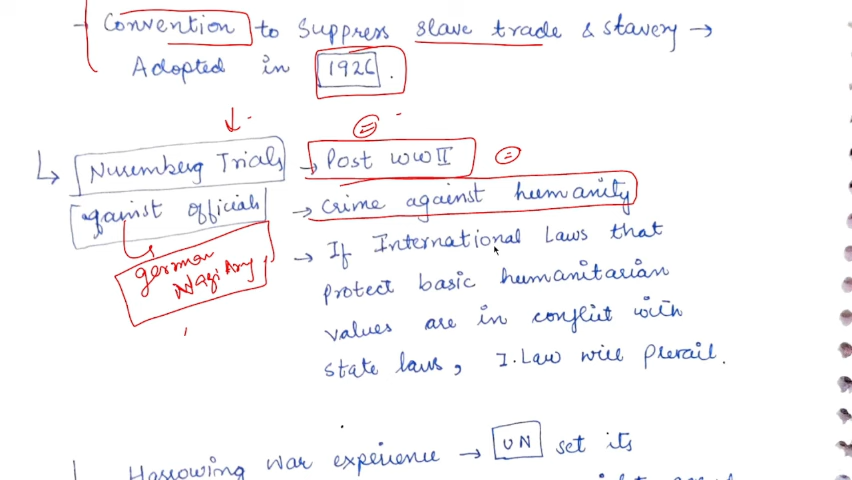 - Convention to suppress slave trade & slavery →
Adopted in 1926.
↳ Nuremberg Trials → Post WW II
against officials → Crime against humanity
german Nazi Army
→ If International Laws that
protect basic humanitarian
values are in conflict with
state laws, I. Law will prevail.
Harrowing war experience → UN set its